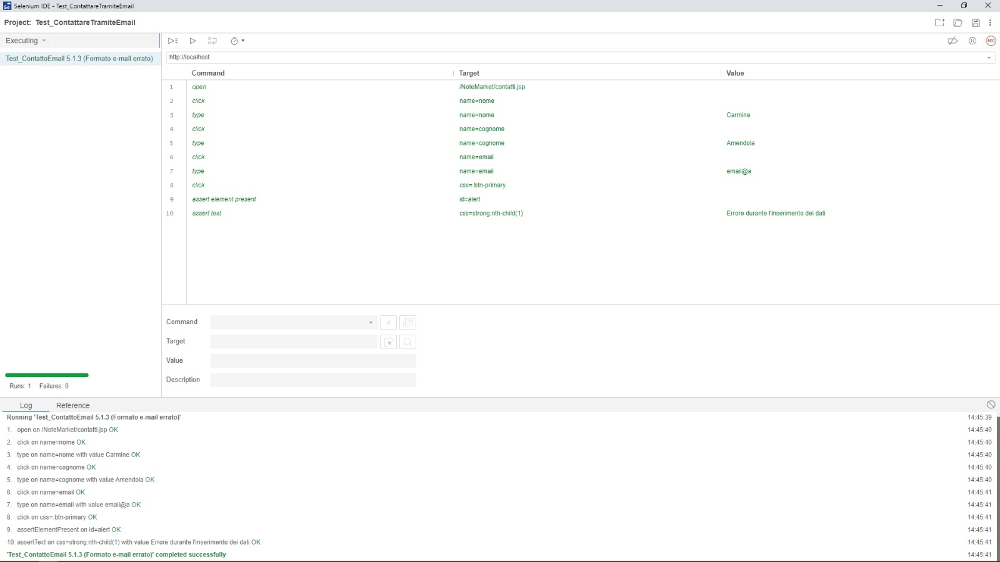 Selenium IDE - Test_ContattareTramiteEmail
Project: Test_ContattareTramiteEmail
Executing
Test_ContattoEmail 5.1.3 (Formato e-mail errato)
REC
http://localhost
Command Target Value
1 open /NoteMarket/contatti.jsp
2 click name=nome
3 type name=nome Carmine
4 click name=cognome
5 type name=cognome Amendola
6 click name=email
7 type name=email email@a
8 click css=.btn-primary
9 assert element present id=alert
10 assert text css=strong:nth-child(1) Errore durante l'inserimento dei dati
Command //
Target
Value
Description
Runs: 1 Failures: 0
Log Reference
Running 'Test_ContattoEmail 5.1.3 (Formato e-mail errato)' 14:45:39
1. open on /NoteMarket/contatti.jsp OK 14:45:40
2. click on name=nome OK 14:45:40
3. type on name=nome with value Carmine OK 14:45:40
4. click on name=cognome OK 14:45:40
5. type on name=cognome with value Amendola OK 14:45:40
6. click on name=email OK 14:45:41
7. type on name=email with value email@a OK 14:45:41
8. click on css=.btn-primary OK 14:45:41
9. assertElementPresent on id=alert OK 14:45:41
10. assertText on css=strong:nth-child(1) with value Errore durante l'inserimento dei dati OK 14:45:41
'Test_ContattoEmail 5.1.3 (Formato e-mail errato)' completed successfully 14:45:41